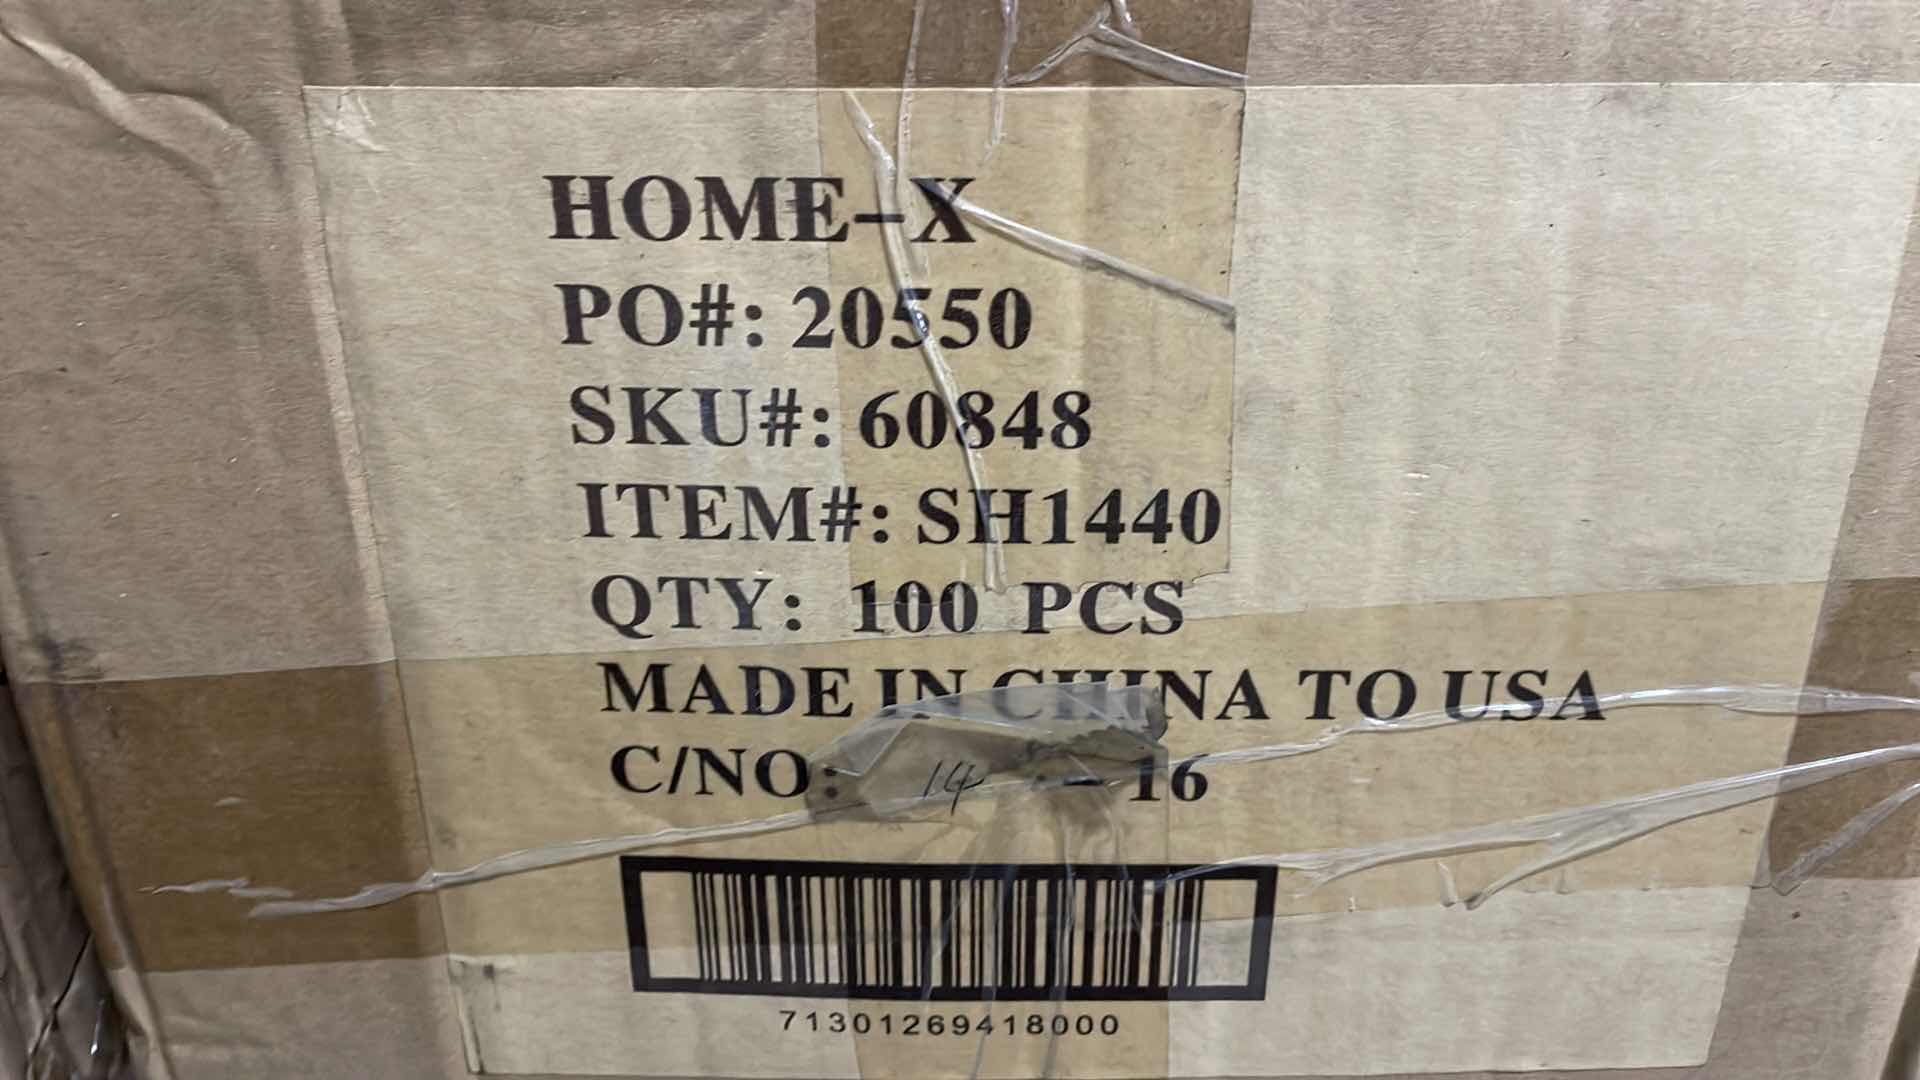 HOME-X
PO#: 20550
SKU#: 60848
ITEM#: SH1440
QTY: 100 PCS
MADE IN CHINA TO USA
C/NO: 14 -16
71301269418000